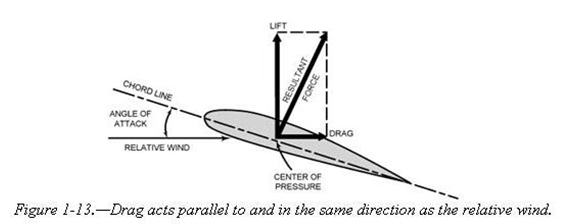 LIFT
RESULTANT
FORCE
CHORD LINE
ANGLE OF
ATTACK
DRAG
RELATIVE WIND
CENTER OF
PRESSURE
Figure 1-13.—Drag acts parallel to and in the same direction as the relative wind.